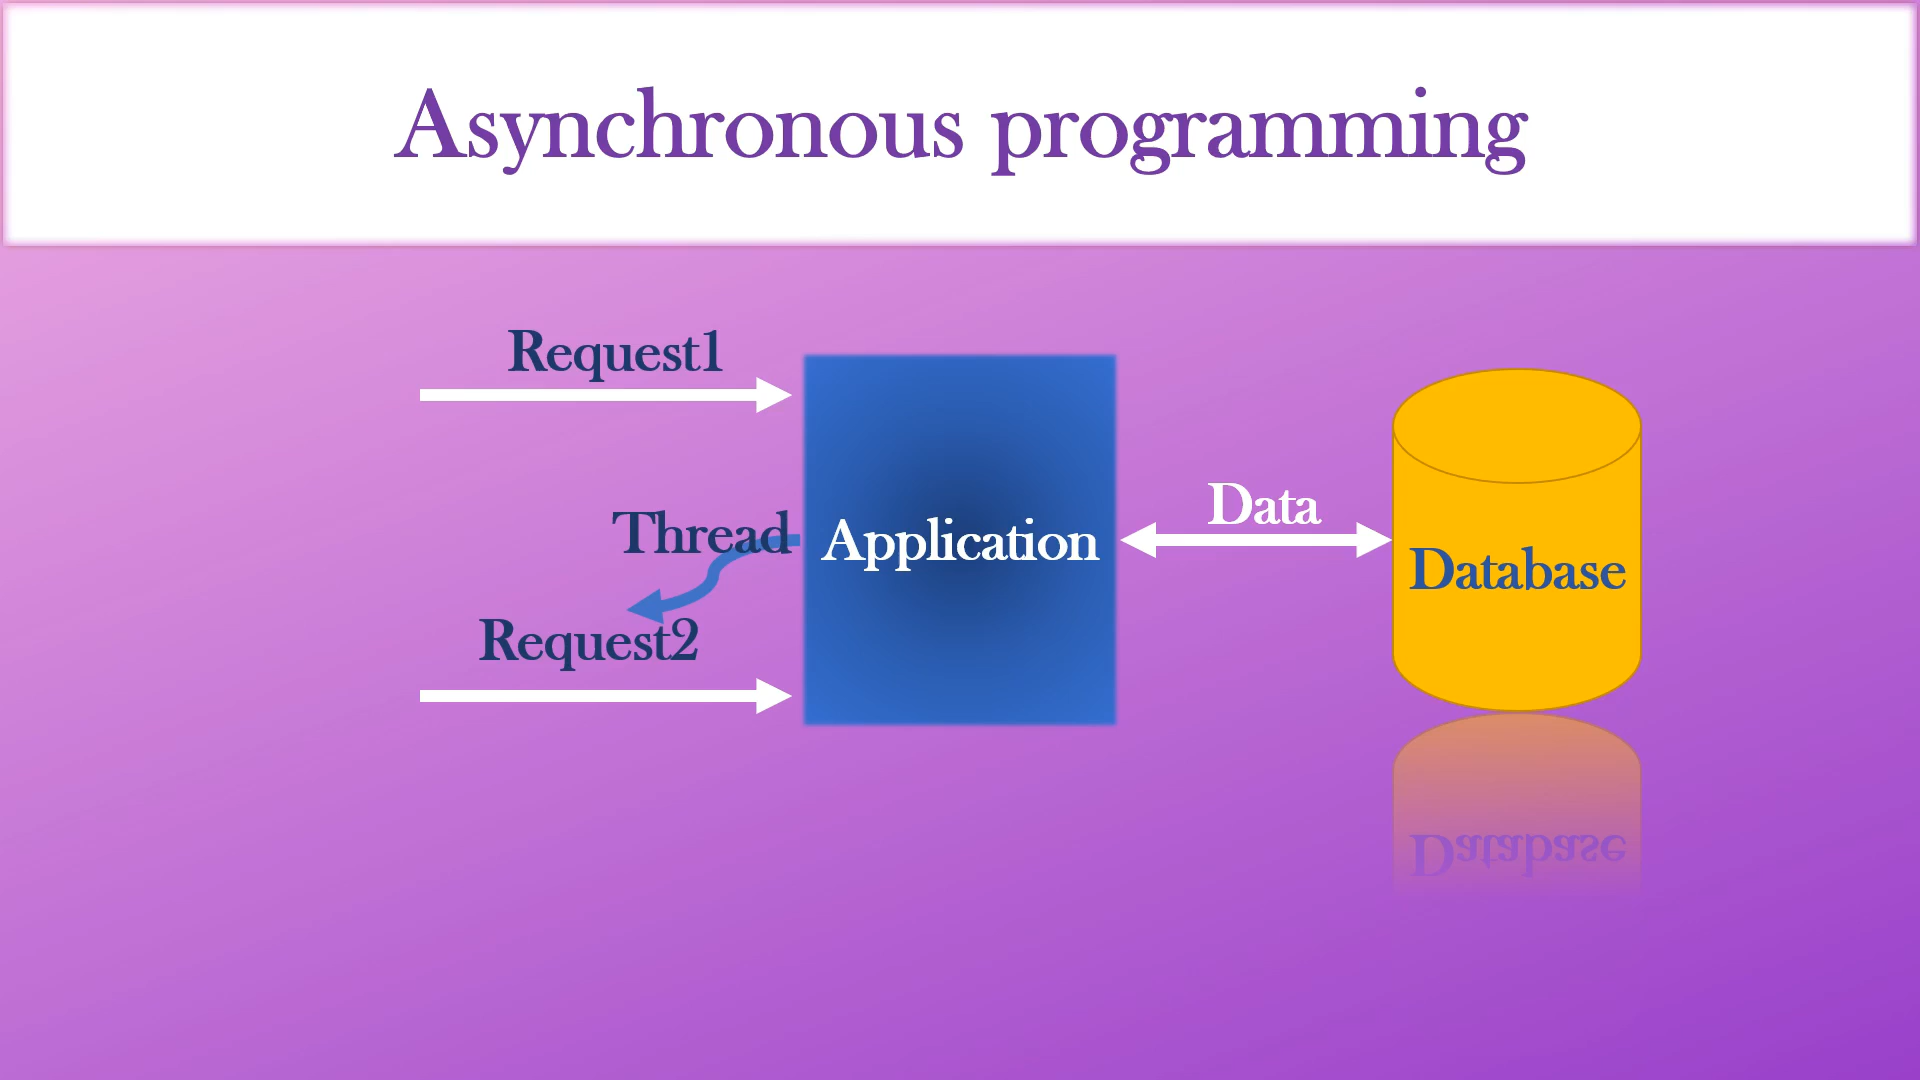 Asynchronous programming
Request1
Thread
Application
Data
Database
Request2
Database